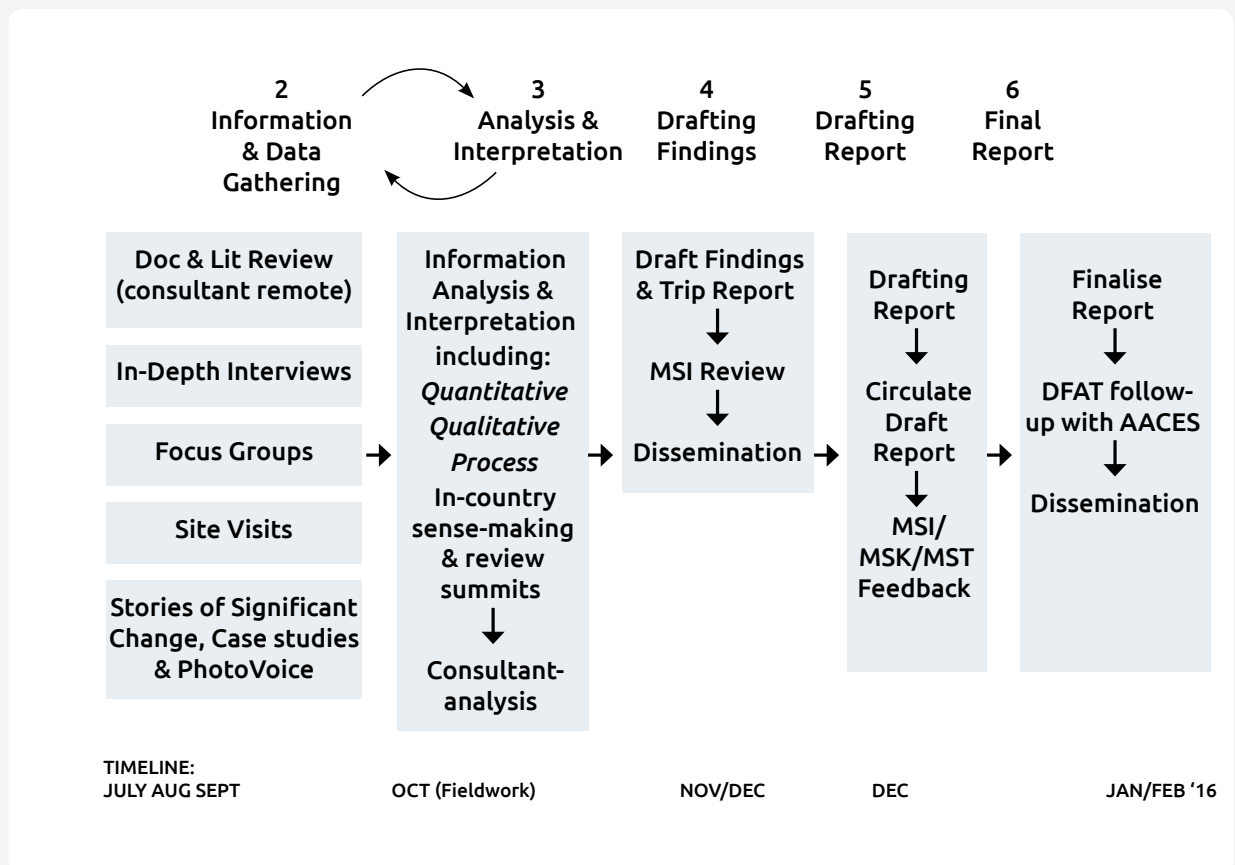 2
Information
& Data
Gathering
3
Analysis &
Interpretation
4
Drafting
Findings
5
Drafting
Report
6
Final
Report
Doc & Lit Review
(consultant remote)
In-Depth Interviews
Focus Groups
Site Visits
Stories of Significant
Change, Case studies
& PhotoVoice
Information
Analysis &
Interpretation
including:
Quantitative
Qualitative
Process
In-country
sense-making
& review
summits
Consultant-
analysis
Draft Findings
& Trip Report
MSI Review
Dissemination
Drafting
Report
Circulate
Draft
Report
MSI/
MSK/MST
Feedback
Finalise
Report
DFAT follow-
up with AACES
Dissemination
TIMELINE:
JULY AUG SEPT
OCT (Fieldwork)
NOV/DEC
DEC
JAN/FEB ‘16